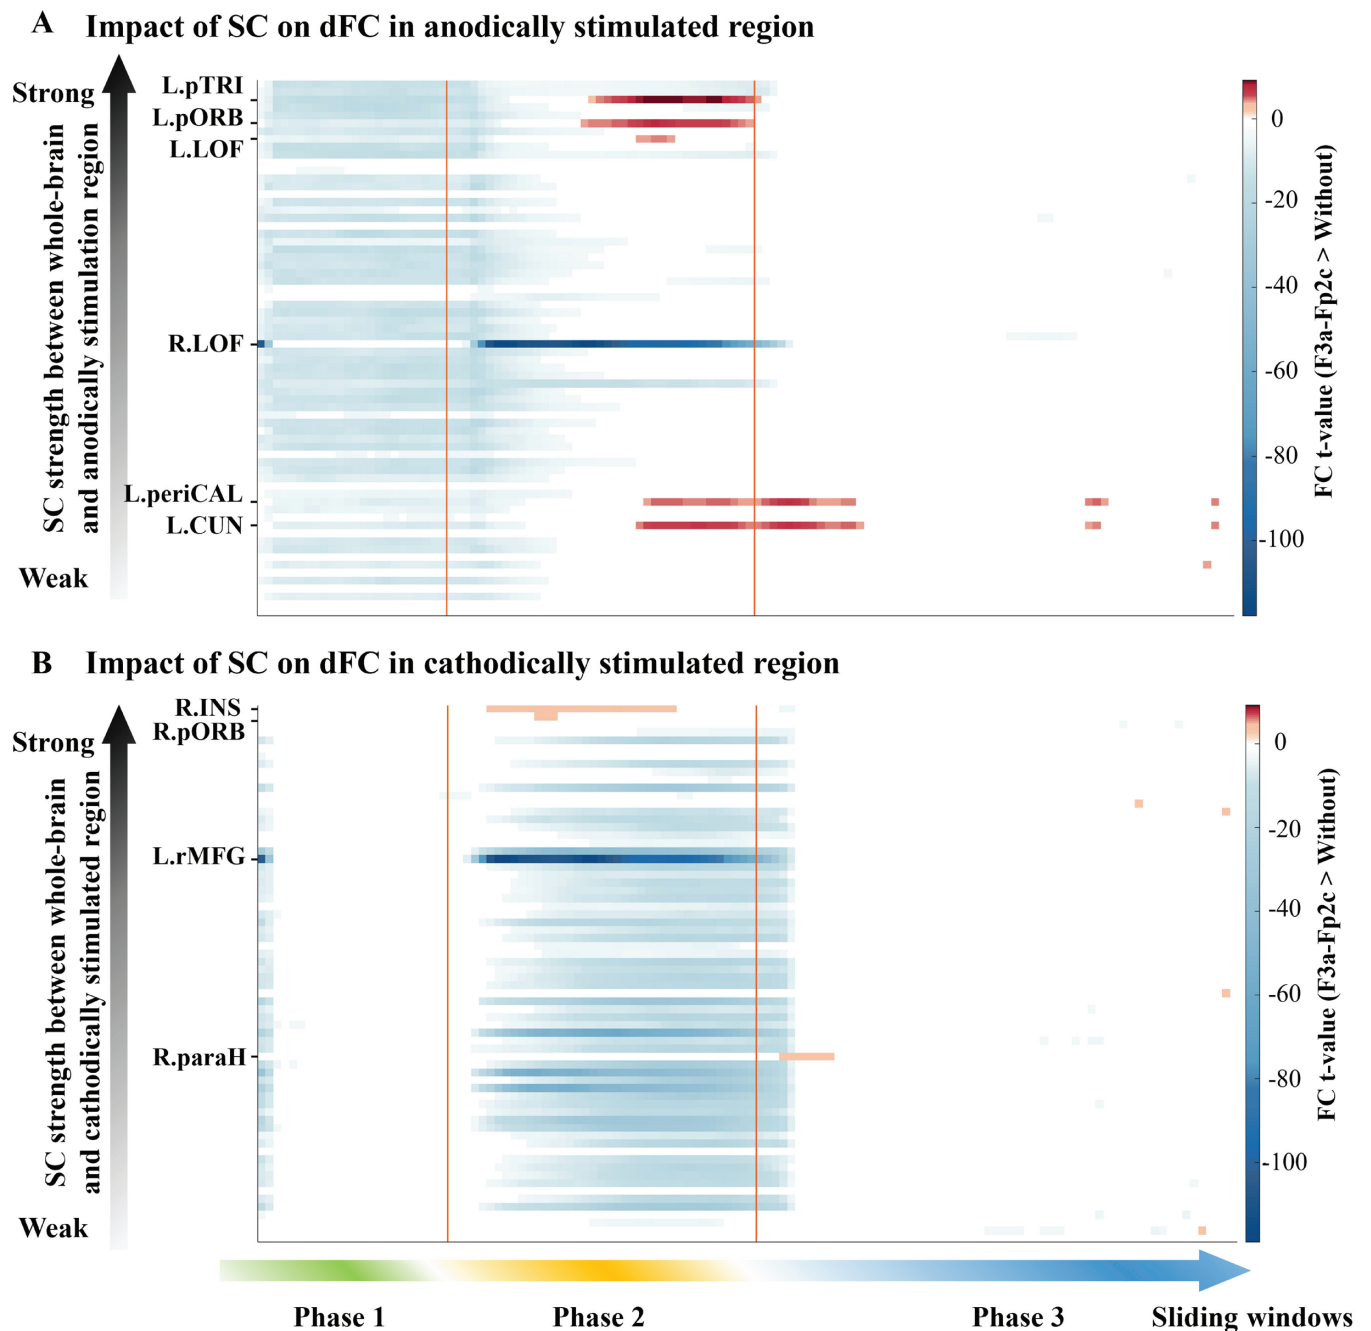 A Impact of SC on dFC in anodically stimulated region
Strong
SC strength between whole-brain
and anodically stimulation region
Weak
L.pTRI
L.pORB
L.LOF
R.LOF
L.periCAL
L.CUN
0
-20
-40
-60
-80
-100
FC t-value (F3a-Fp2c > Without)
B Impact of SC on dFC in cathodically stimulated region
Strong
SC strength between whole-brain
and cathodically stimulated region
Weak
R.INS
R.pORB
L.rMFG
R.paraH
0
-20
-40
-60
-80
-100
FC t-value (F3a-Fp2c > Without)
Phase 1 Phase 2 Phase 3 Sliding windows